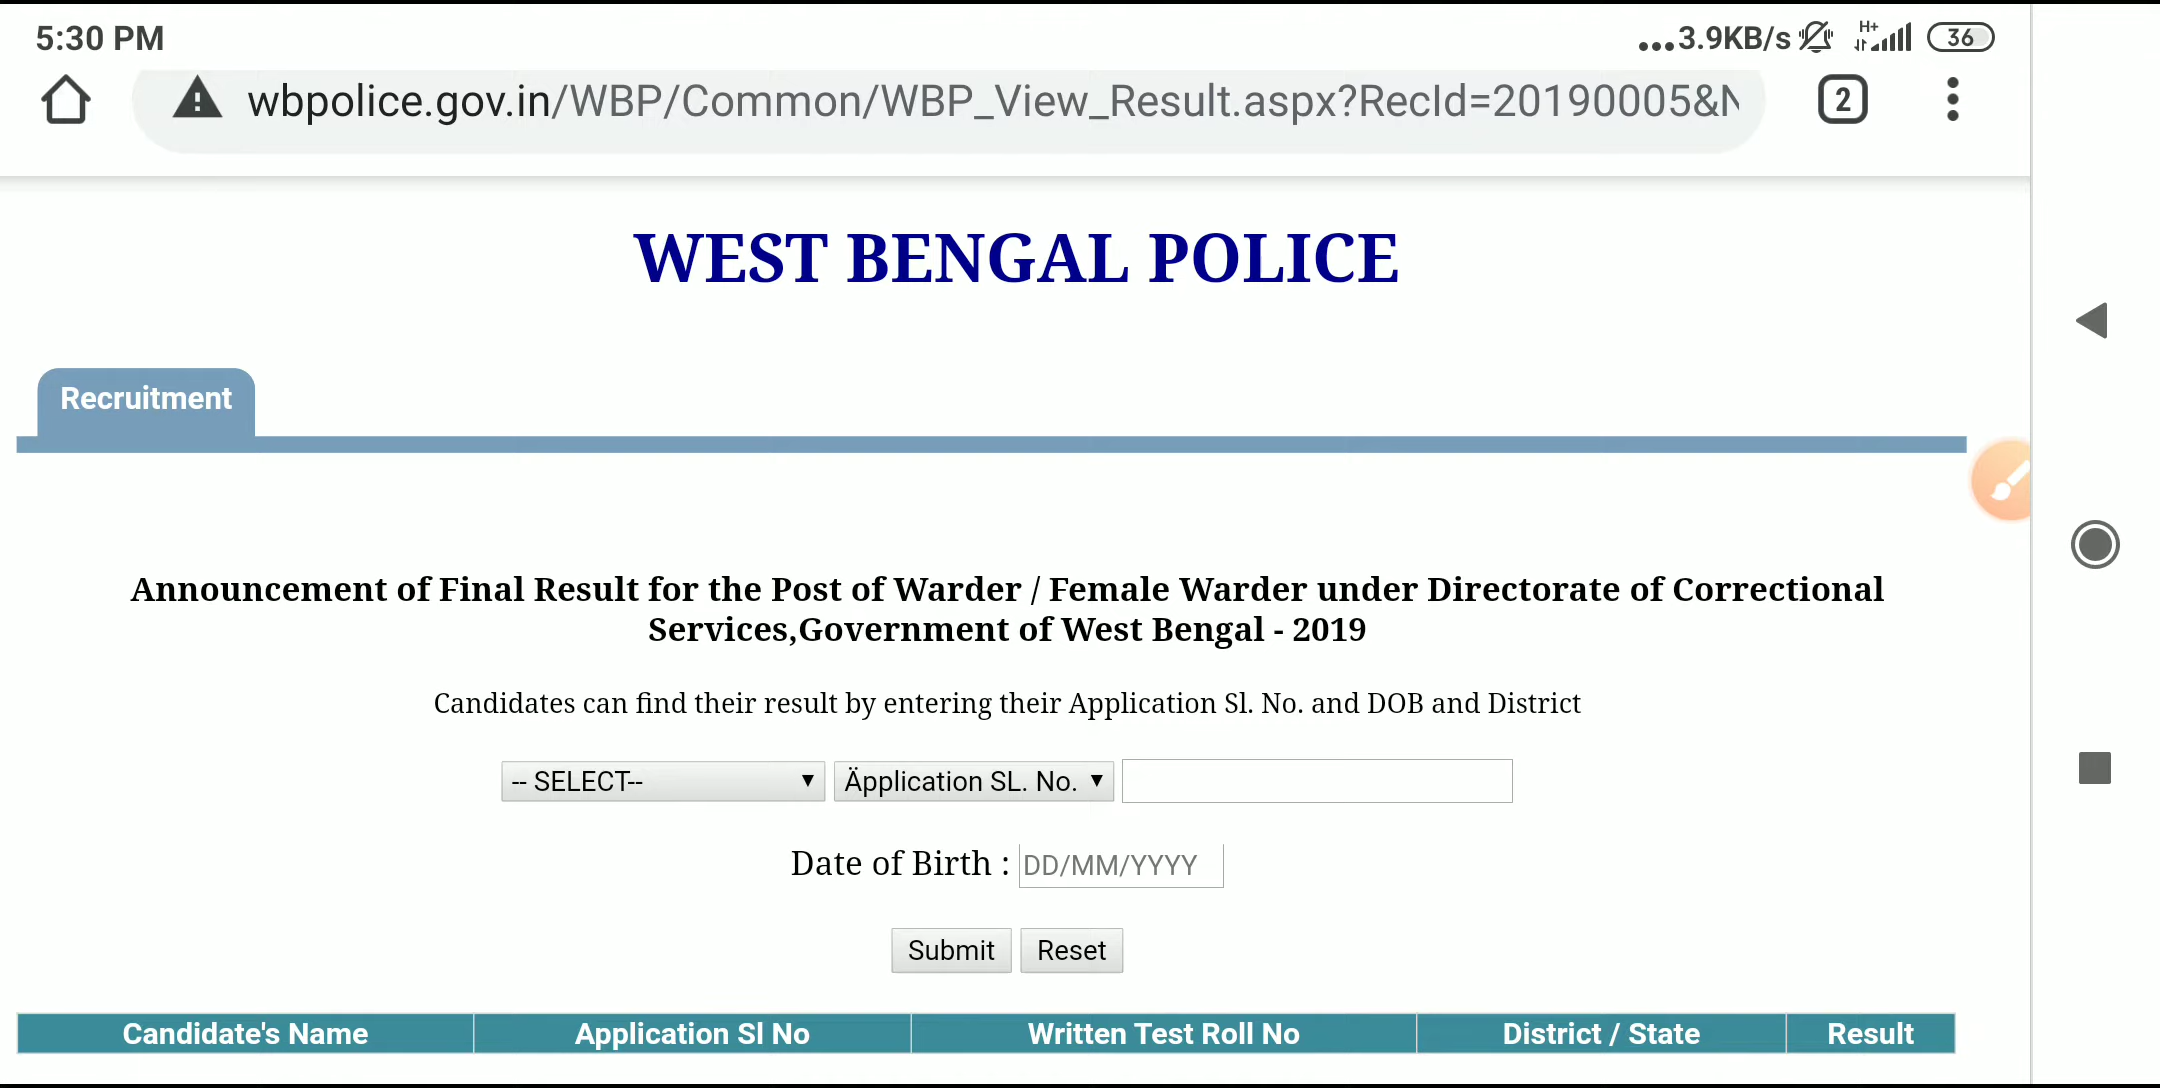 5:30 PM
...3.9KB/s H+ 36
wbpolice.gov.in/WBP/Common/WBP_View_Result.aspx?RecId=20190005&N
2
WEST BENGAL POLICE
Recruitment
Announcement of Final Result for the Post of Warder / Female Warder under Directorate of Correctional
Services,Government of West Bengal - 2019
Candidates can find their result by entering their Application Sl. No. and DOB and District
-- SELECT-- Äpplication SL. No.
Date of Birth : DD/MM/YYYY
Submit Reset
Candidate's Name Application Sl No Written Test Roll No District / State Result